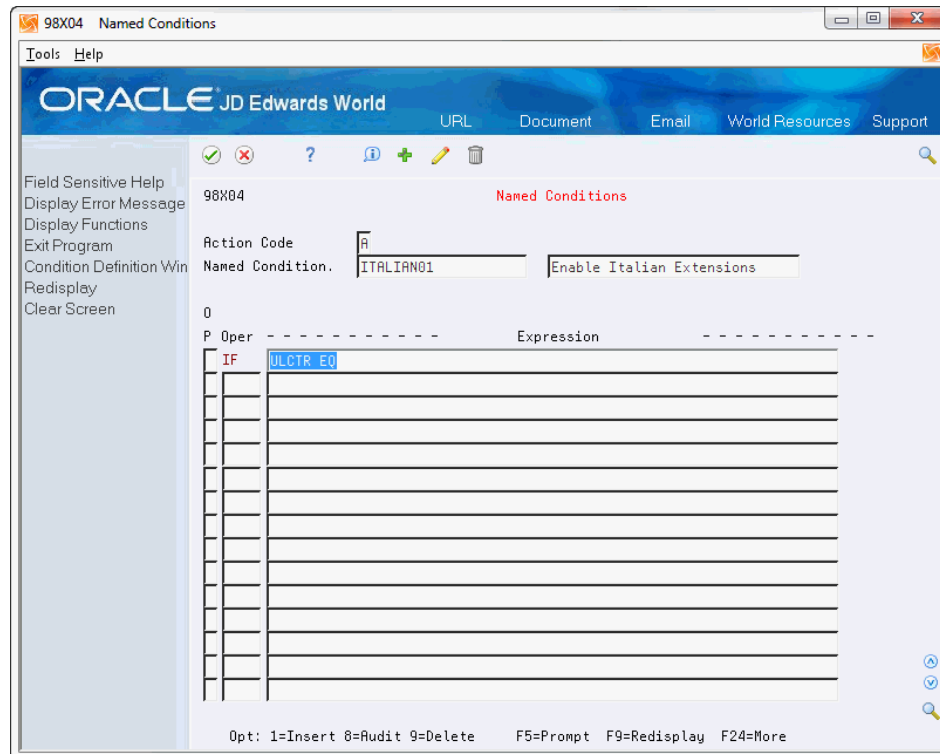 98X04 Named Conditions
Tools Help
ORACLE JD Edwards World
URL Document Email World Resources Support
Field Sensitive Help
Display Error Message
Display Functions
Exit Program
Condition Definition Win
Redisplay
Clear Screen
98X04 Named Conditions
Action Code A
Named Condition. ITALIAN01 Enable Italian Extensions
O
P Oper - - - - - - - - - - - Expression - - - - - - - - - - -
IF ULCTR EQ
Opt: 1=Insert 8=Audit 9=Delete F5=Prompt F9=Redisplay F24=More